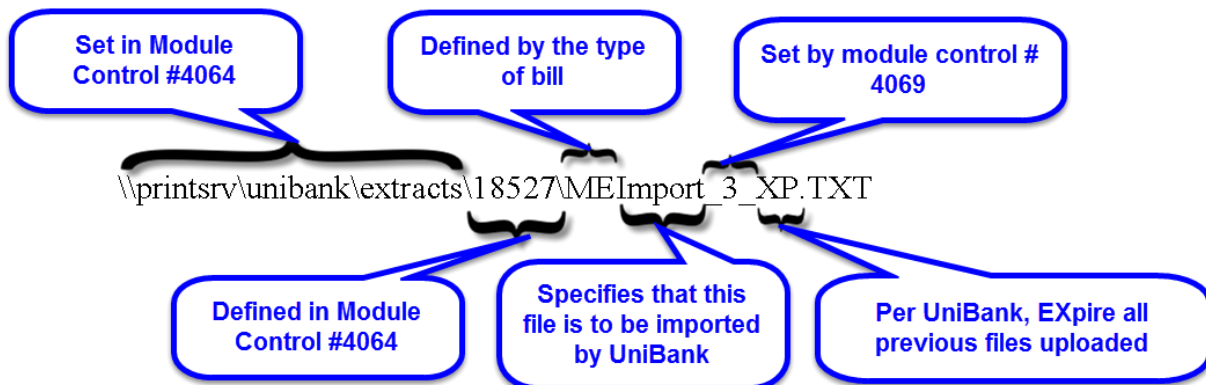 Set in Module
Control #4064
Defined by the type
of bill
Set by module control #
4069
\\printsrv\unibank\extracts\18527\MEImport_3_XP.TXT
Defined in Module
Control #4064
Specifies that this
file is to be imported
by UniBank
Per UniBank, EXpire all
previous files uploaded